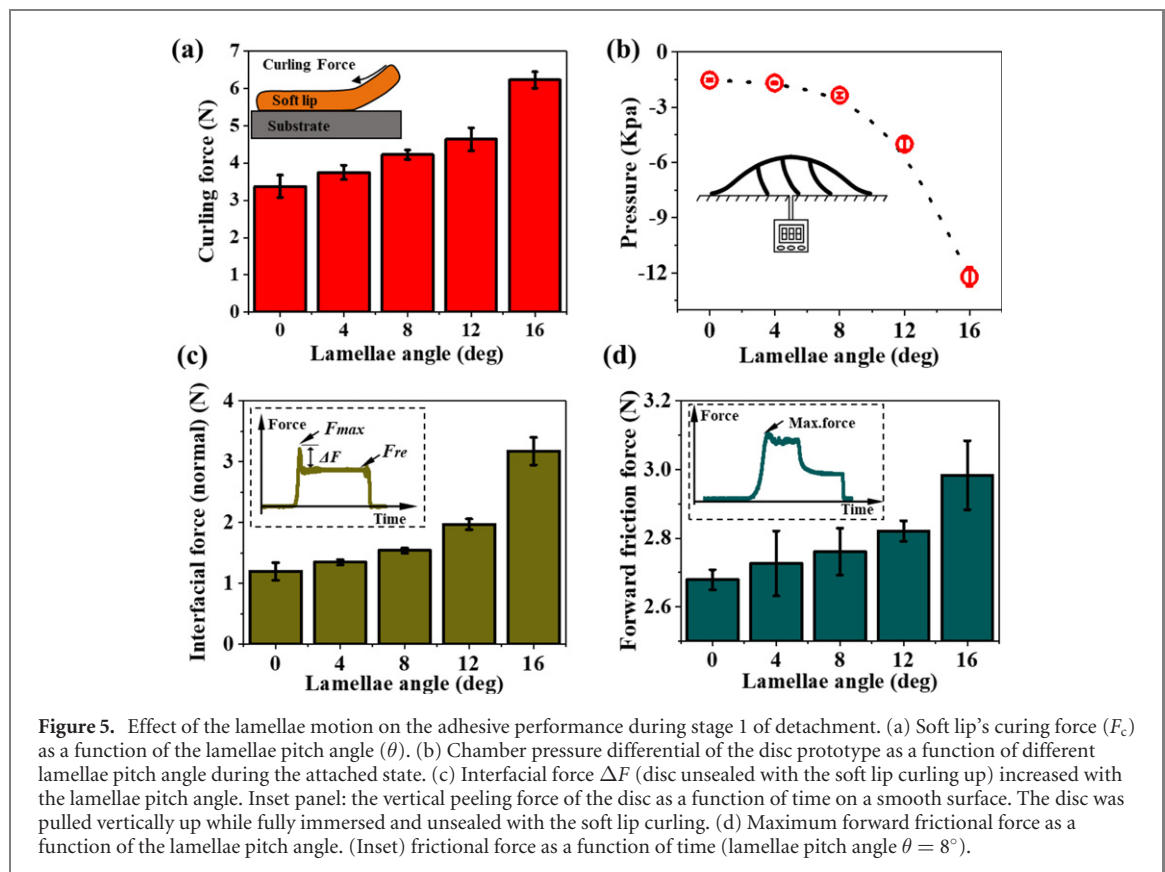 (a)
7
6
5
4
3
2
1
0
Curling force (N)
Curling Force
Soft lip
Substrate
0 4 8 12 16
Lamellae angle (deg)
(b)
0
-3
-6
-9
-12
Pressure (Kpa)
0 4 8 12 16
Lamellae angle (deg)
(c)
4
3
2
1
0
Interfacial force (normal) (N)
Force
Fmax
ΔF
Fre
Time
0 4 8 12 16
Lamellae angle (deg)
(d)
3.2
3.0
2.8
2.6
Forward friction force (N)
Force
Max.force
Time
0 4 8 12 16
Lamellae angle (deg)
Figure 5. Effect of the lamellae motion on the adhesive performance during stage 1 of detachment. (a) Soft lip's curing force (Fc)
as a function of the lamellae pitch angle (θ). (b) Chamber pressure differential of the disc prototype as a function of different
lamellae pitch angle during the attached state. (c) Interfacial force ΔF (disc unsealed with the soft lip curling up) increased with
the lamellae pitch angle. Inset panel: the vertical peeling force of the disc as a function of time on a smooth surface. The disc was
pulled vertically up while fully immersed and unsealed with the soft lip curling. (d) Maximum forward frictional force as a
function of the lamellae pitch angle. (Inset) frictional force as a function of time (lamellae pitch angle θ = 8°).